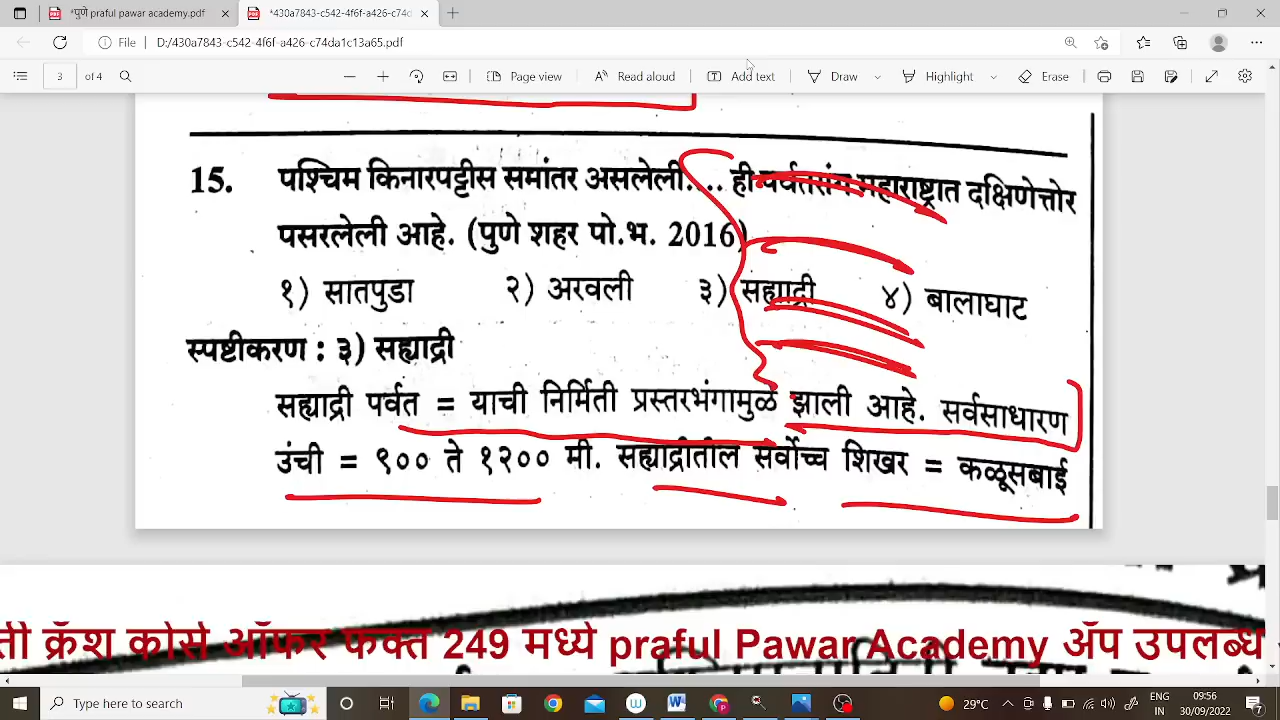 *पुणे praful pawar academy.pdf
*430a7843-c542-4f6f-a426-c74da
File D:/430a7843-c542-4f6f-a426-c74da1c13a65.pdf
3 of 4 Page view Read aloud Add text Draw Highlight Erase
15. पश्चिम किनारपट्टीस समांतर असलेली.... ही पर्वतरांग महाराष्ट्रात दक्षिणेत्तोर
पसरलेली आहे. (पुणे शहर पो.भ. 2016)
१) सातपुडा २) अरवली ३) सह्याद्री ४) बालाघाट
स्पष्टीकरण : ३) सह्याद्री
सह्याद्री पर्वत = याची निर्मिती प्रस्तरभंगामुळे झाली आहे. सर्वसाधारण
उंची = ९०० ते १२०० मी. सह्याद्रीतील सर्वोच्च शिखर = कळूसबाई
ती क्रॅश कोर्स ऑफर फक्त 249 मध्ये praful Pawar Academy ॲप उपलब्ध
Type here to search 29°C ENG 09:56
IN 30/09/2022